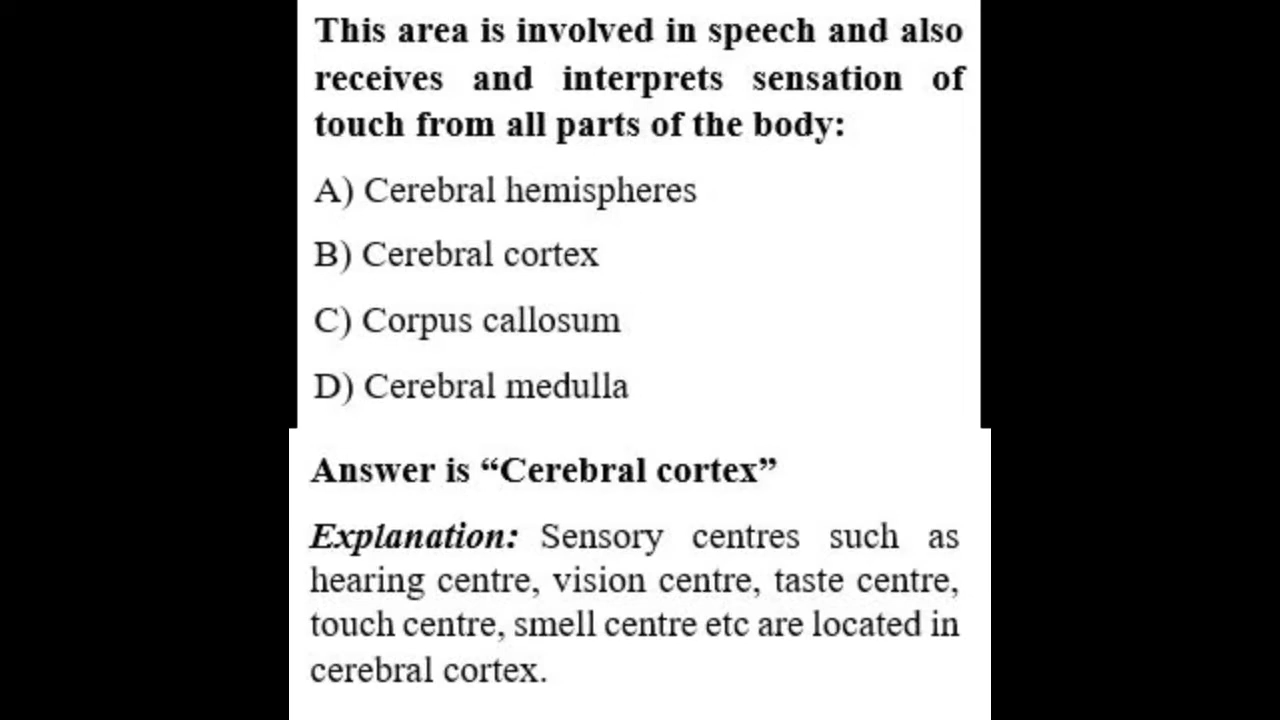 This area is involved in speech and also
receives and interprets sensation of
touch from all parts of the body:
A) Cerebral hemispheres
B) Cerebral cortex
C) Corpus callosum
D) Cerebral medulla
Answer is “Cerebral cortex”
Explanation: Sensory centres such as
hearing centre, vision centre, taste centre,
touch centre, smell centre etc are located in
cerebral cortex.